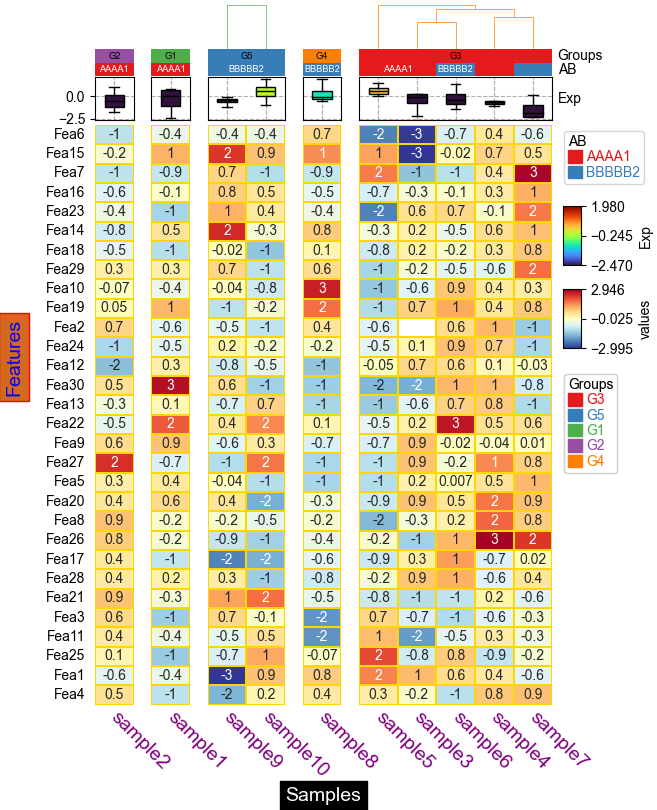 G2 G1 G5 G4 G3 Groups
AAAA1 AAAA1 BBBBB2 BBBBB2 AAAA1 BBBBB2 AB
0.0
−2.5
Exp
Fea6 -1 -0.4 -0.4 -0.4 0.7 -2 -3 -0.7 0.4 -0.6
Fea15 -0.2 1 2 0.9 1 1 -3 -0.02 0.7 0.5
Fea7 -1 -0.9 0.7 -1 -0.9 2 -1 -1 0.4 3
Fea16 -0.6 -0.1 0.8 0.5 -0.5 -0.7 -0.3 -0.1 0.3 1
Fea23 -0.4 -1 1 0.4 -0.4 -2 0.6 0.7 -0.1 2
Fea14 -0.8 0.5 2 -0.3 0.8 -0.3 0.2 -0.5 0.6 1
Fea18 -0.5 -1 -0.02 -1 0.1 -0.8 0.2 -0.2 0.3 0.8
Fea29 0.3 0.3 0.7 -1 0.6 -1 -0.2 -0.5 -0.6 2
Fea10 -0.07 -0.4 -0.04 -0.8 3 -1 -0.6 0.9 0.4 0.3
Fea19 0.05 1 -1 -0.2 2 -1 0.7 1 0.4 0.8
Fea2 0.7 -0.6 -0.5 -1 0.4 -0.6 0.6 1 -1
Fea24 -1 -0.5 0.2 -0.2 -0.4 -0.5 0.1 0.9 0.7 -1
Fea12 -2 0.3 -0.8 -0.5 -1 -0.05 0.7 0.6 0.1 -0.03
Fea30 0.5 3 0.6 -1 -1 -2 -2 1 1 -0.8
Fea13 -0.3 0.1 -0.7 0.7 -1 -1 -0.6 0.7 0.8 -1
Fea22 -0.5 2 0.4 2 0.1 -0.5 0.2 3 0.5 0.6
Fea9 0.6 0.9 -0.6 0.3 -0.7 -0.7 0.9 -0.02 -0.04 0.01
Fea27 2 -0.7 -1 2 -1 -1 0.9 -0.2 1 0.8
Fea5 0.3 0.4 -0.04 -1 -1 -1 0.2 0.007 0.5 1
Fea20 0.4 0.6 0.4 -2 -0.3 -0.9 0.9 0.5 2 0.9
Fea8 0.9 -0.2 -0.2 -0.5 -0.2 -2 -0.3 0.2 2 0.8
Fea26 0.8 -0.2 -0.9 -1 -0.4 -0.2 -1 1 3 2
Fea17 0.4 -1 -2 -2 -0.6 -0.9 0.3 1 -0.7 0.02
Fea28 0.4 0.2 0.3 -1 -0.8 -0.2 0.9 1 -0.6 0.4
Fea21 0.9 -0.3 1 2 -0.5 -0.8 -1 -1 0.2 -0.6
Fea3 0.6 -1 0.7 -0.1 -2 0.7 -0.7 -1 -0.6 -0.3
Fea11 0.4 -0.4 -0.5 0.5 -2 1 -2 -0.5 0.3 -0.3
Fea25 0.1 -1 -0.7 1 -0.07 2 -0.8 0.8 -0.9 -0.2
Fea1 -0.6 -0.4 -3 0.9 0.8 2 1 0.6 0.4 -0.6
Fea4 0.5 -1 -2 0.2 0.4 0.3 -0.2 -1 0.8 0.9
sample2 sample1 sample9 sample10 sample8 sample5 sample3 sample6 sample4 sample7
Samples
Features
AB
AAAA1
BBBBB2
1.980
−0.245
−2.470
Exp
2.946
−0.025
−2.995
values
Groups
G3
G5
G1
G2
G4